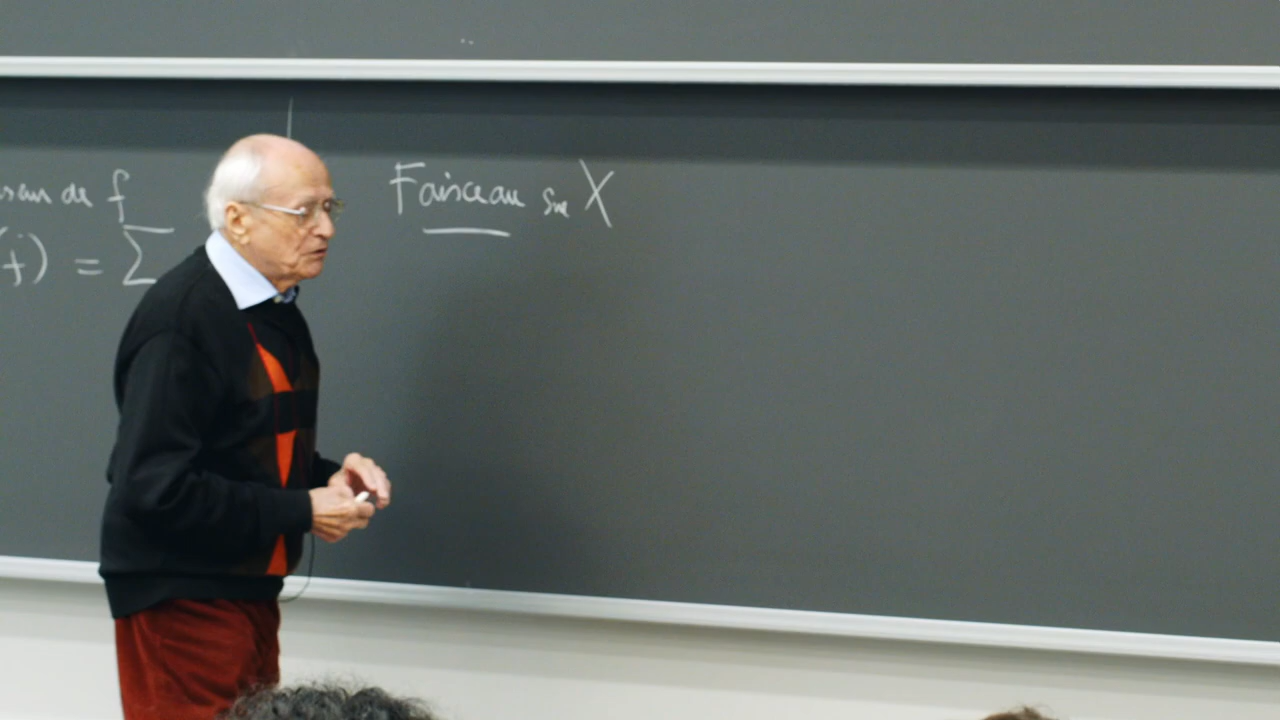 de f
= Σ
Faisceau sur X